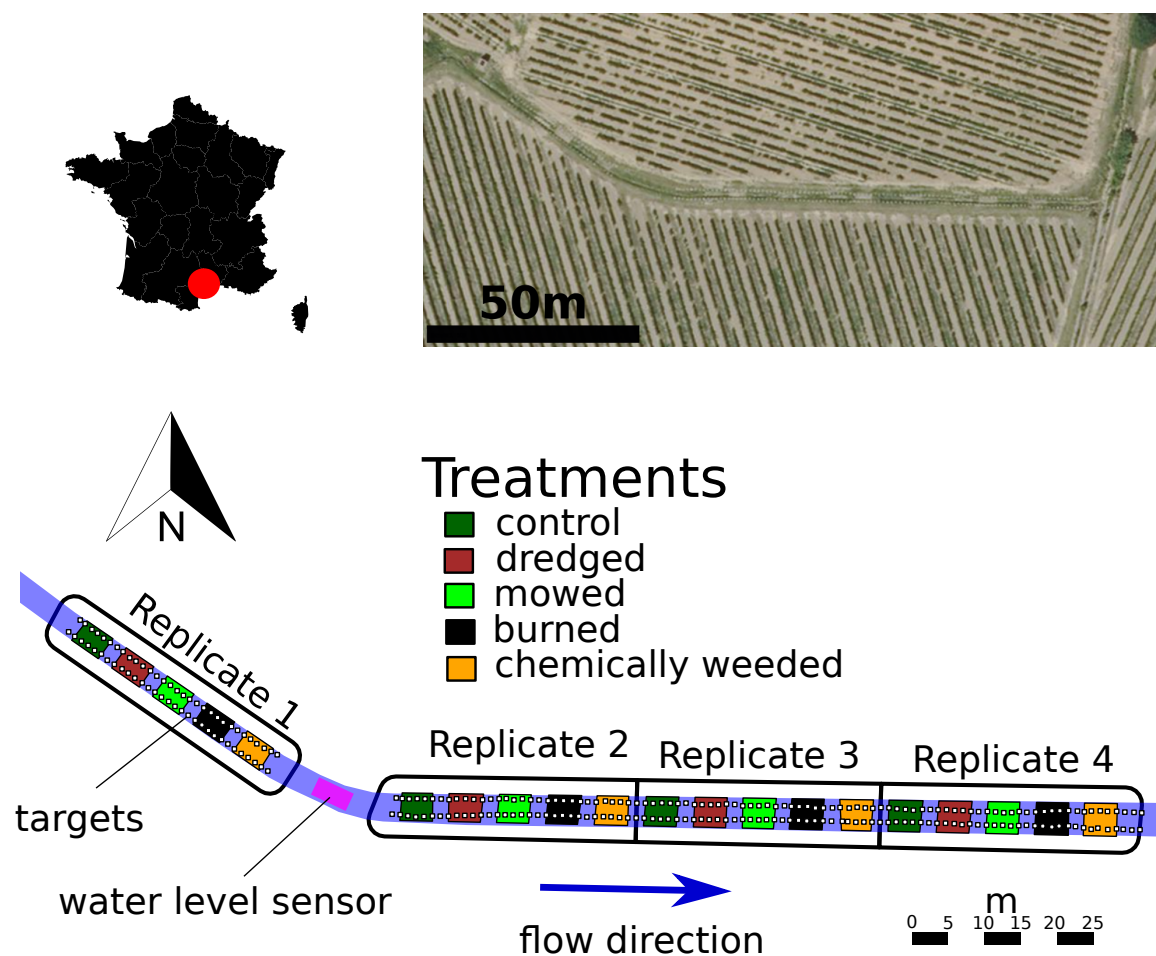 50m
N
Treatments
control
dredged
mowed
burned
chemically weeded
Replicate 1
Replicate 2
Replicate 3
Replicate 4
targets
water level sensor
flow direction
m
0 5 10 15 20 25